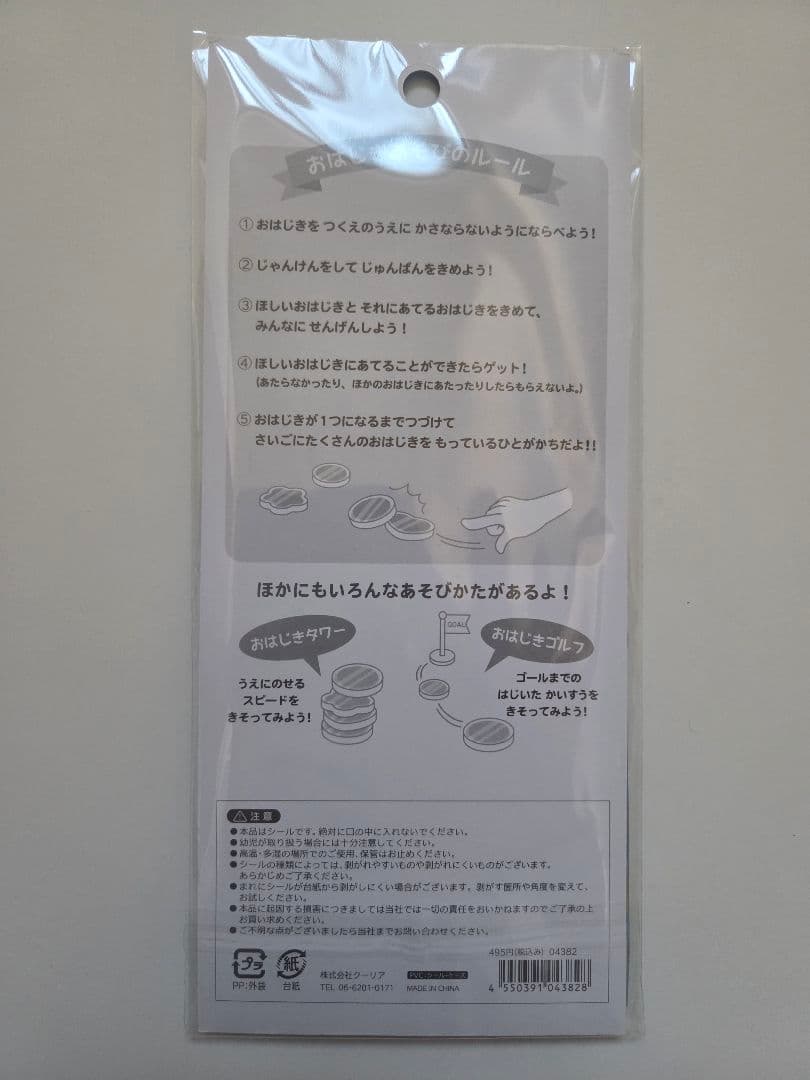 おはじきあそびのルール
① おはじきを つくえのうえに かさならないようにならべよう!
② じゃんけんをして じゅんばんをきめよう!
③ ほしいおはじきと それにあてるおはじきをきめて、
みんなに せんげんしよう!
④ ほしいおはじきにあてることができたらゲット!
(あたらなかったり、ほかのおはじきにあたったりしたらもらえないよ。)
⑤ おはじきが1つになるまでつづけて
さいごにたくさんのおはじきを もっているひとがかちだよ!!
ほかにもいろんなあそびかたがあるよ!
おはじきタワー
うえにのせる
スピードを
きそってみよう!
GOAL
おはじきゴルフ
ゴールまでの
はじいた かいすうを
きそってみよう!
注意
●本品はシールです。絶対に口の中に入れないでください。
●幼児が取り扱う場合には十分注意してください。
●高温・多湿の場所でのご使用、保管はお止めください。
●シールの種類によっては、剥がれやすいものや剥がれにくいものがございます。
あらかじめご了承ください。
●まれにシールが台紙から剥がしにくい場合がございます。剥がす箇所や角度を変えて、
お試しください。
●本品に起因する損害につきましては当社では一切の責任をおいかねますのでご了承の上
お買い求めください。
●ご不明な点がございましたら当社までお問い合わせください。
495円(税込み) 04382
プラ
PP:外袋
紙
台紙
株式会社クーリア
TEL 06-6201-0171
PVC:シール・ケース
MADE IN CHINA
4 550391 043828